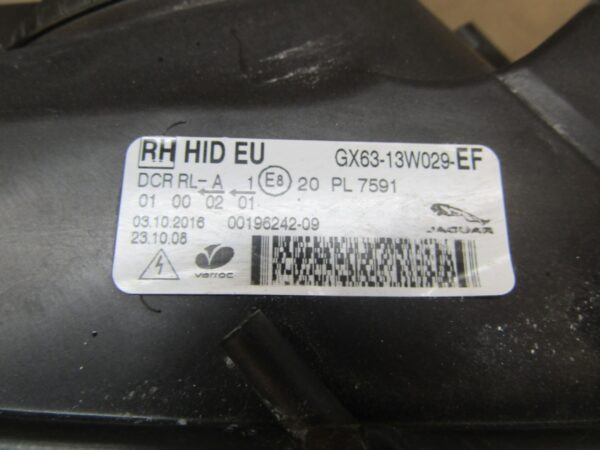 RH HID EU GX63-13W029-EF
DCR RL-A 1 E8 20 PL 7591
01 00 02 01
03.10.2016 00196242-09
23.10.08
varroc
JAGUAR